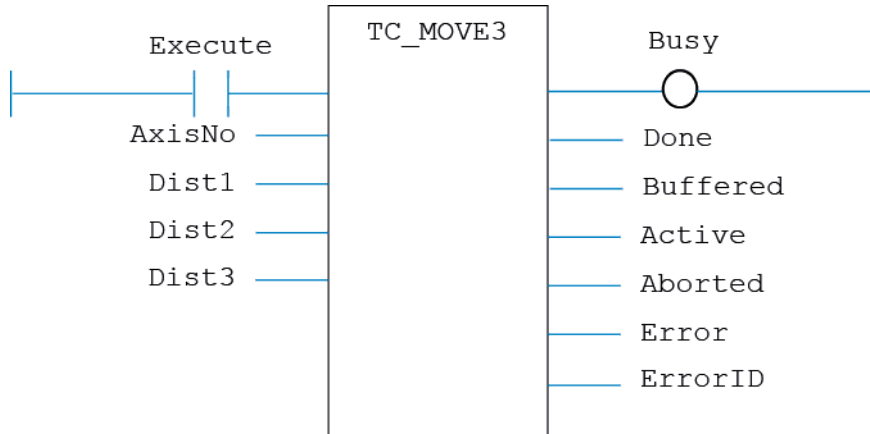 TC_MOVE3
Execute
Busy
AxisNo
Done
Dist1
Buffered
Dist2
Active
Dist3
Aborted
Error
ErrorID